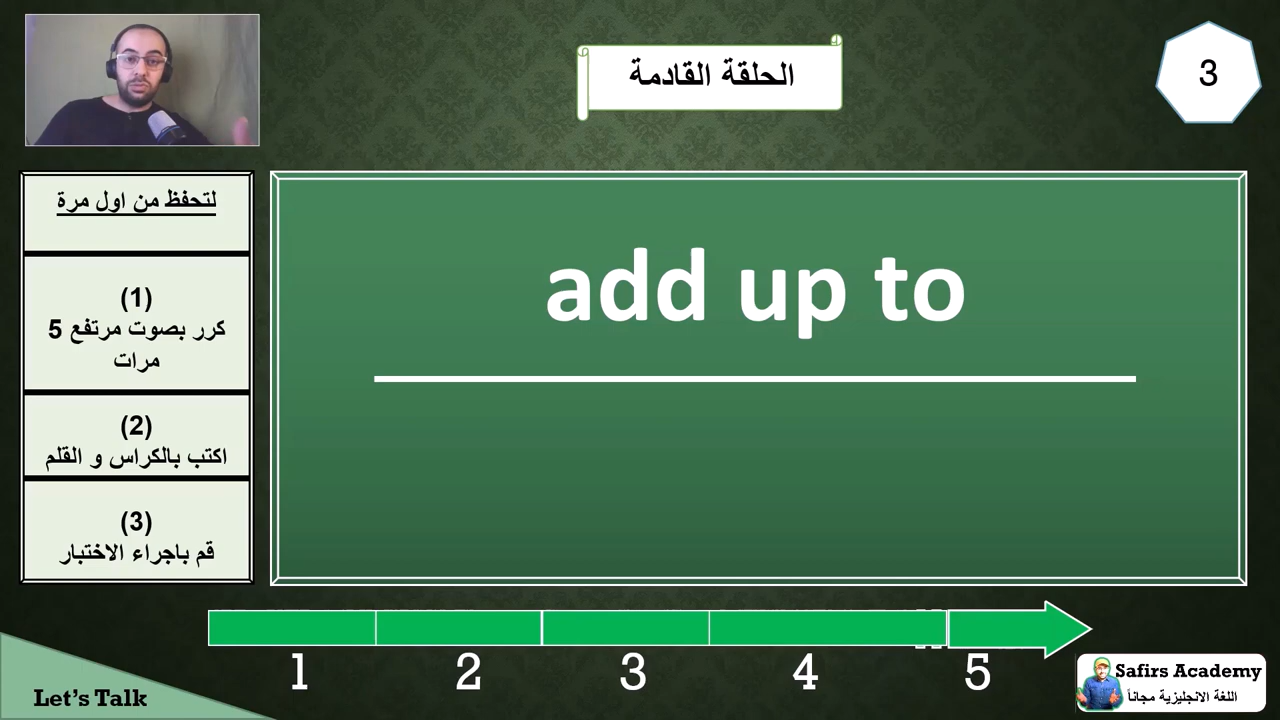 الحلقة القادمة
3
لتحفظ من اول مرة
(1)
كرر بصوت مرتفع 5
مرات
(2)
اكتب بالكراس و القلم
(3)
قم باجراء الاختبار
add up to
1 2 3 4 5
Let's Talk
Safirs Academy
اللغة الانجليزية مجاناً